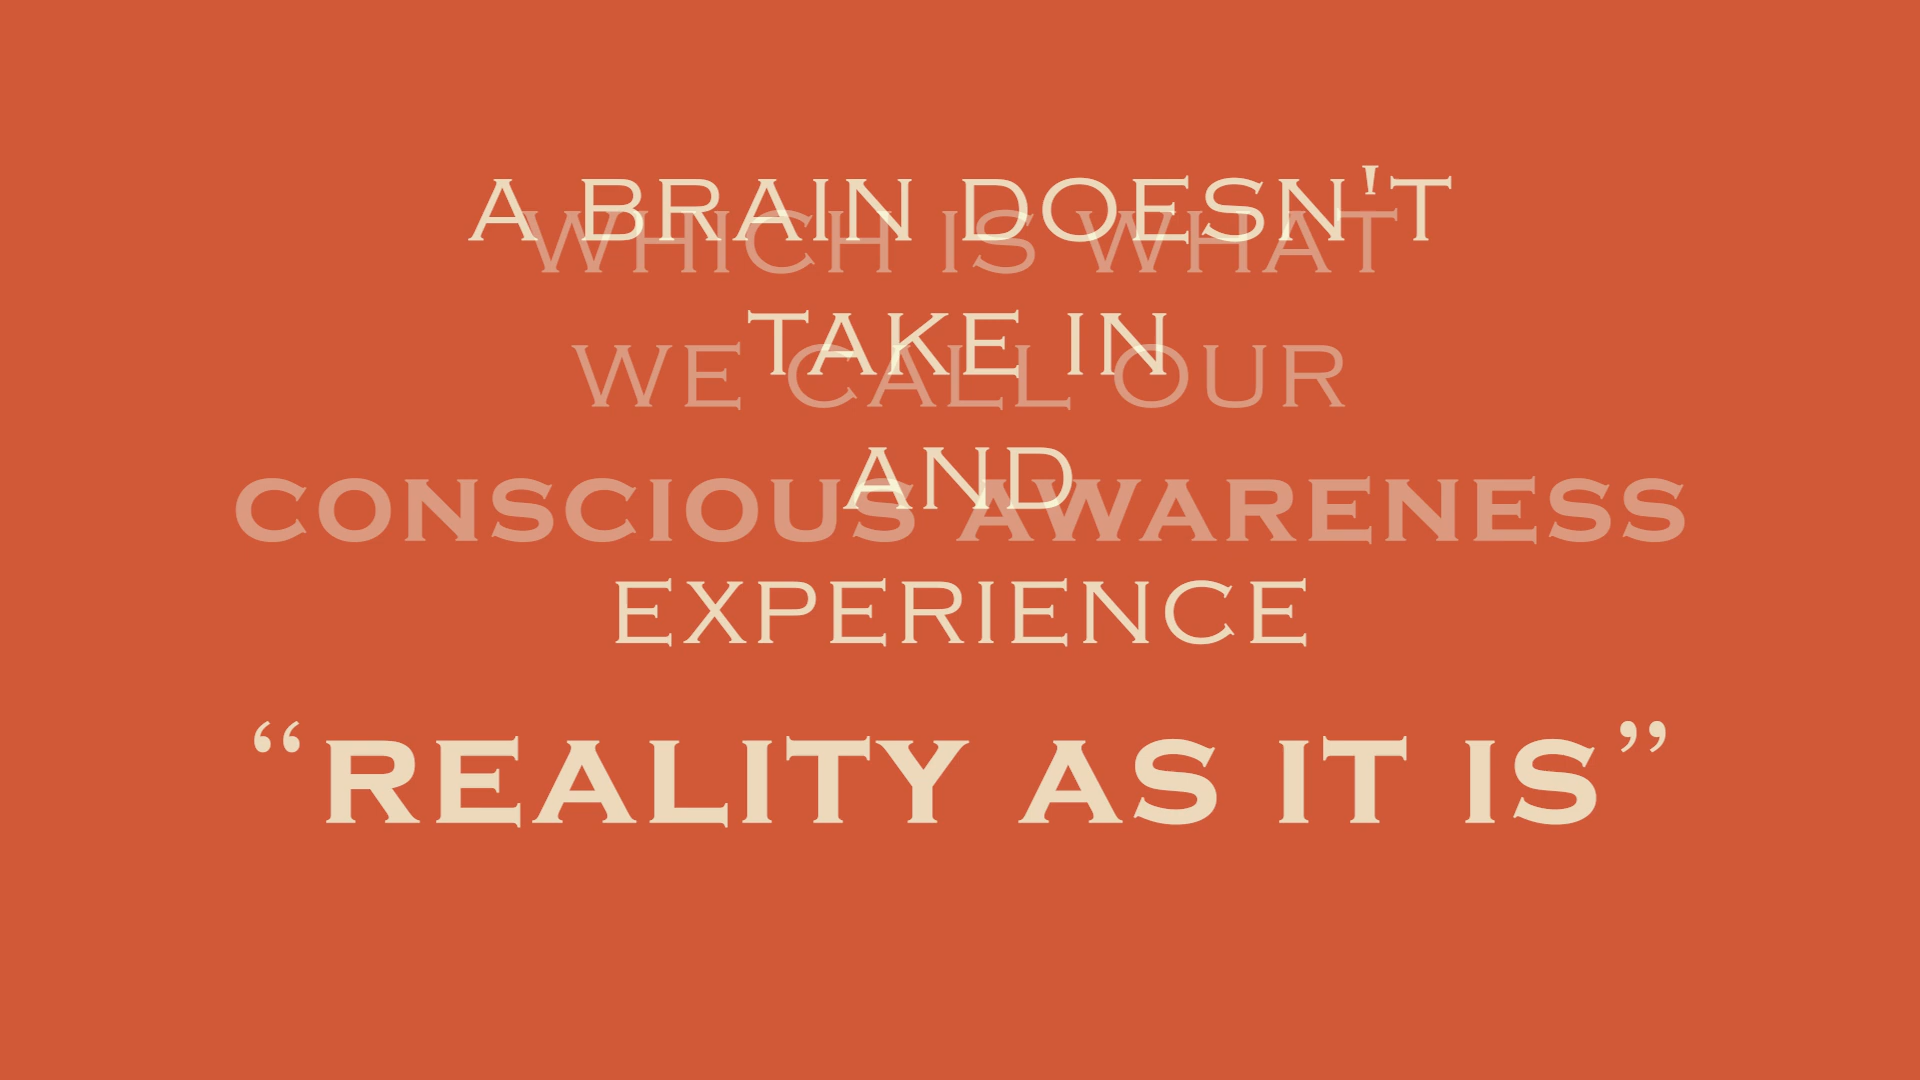 A BRAIN DOESN'T
WHICH IS WHAT
TAKE IN
WE CALL OUR
AND
CONSCIOUS AWARENESS
EXPERIENCE
“REALITY AS IT IS”